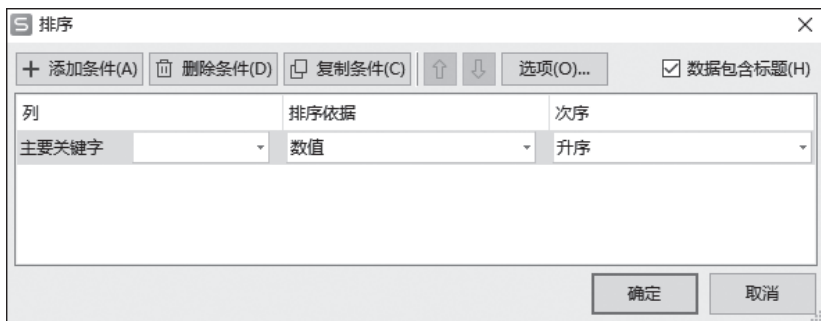 S 排序
添加条件(A) 删除条件(D) 复制条件(C) 选项(O)... 数据包含标题(H)
列 排序依据 次序
主要关键字 数值 升序
确定 取消